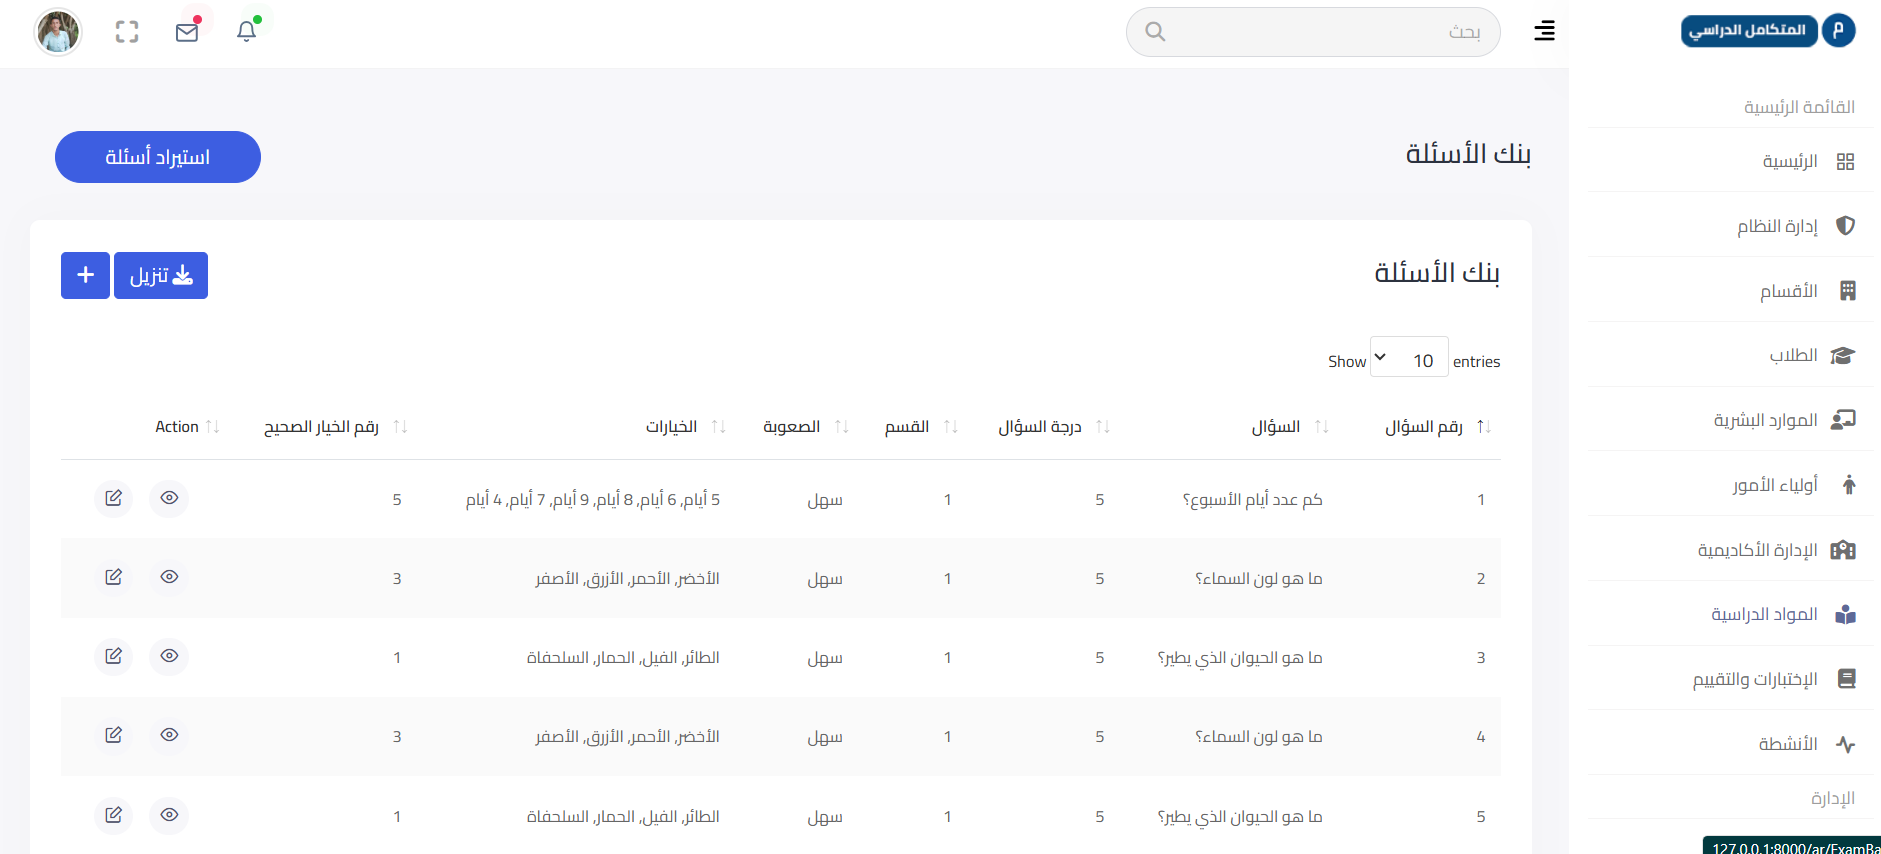 م المتكامل الدراسي
بحث
القائمة الرئيسية
الرئيسية
إدارة النظام
الأقسام
الطلاب
الموارد البشرية
أولياء الأمور
الإدارة الأكاديمية
المواد الدراسية
الإختبارات والتقييم
الأنشطة
الإدارة
بنك الأسئلة
استيراد أسئلة
بنك الأسئلة
تنزيل
+
Show 10 entries
رقم السؤال السؤال درجة السؤال القسم الصعوبة الخيارات رقم الخيار الصحيح Action
1 كم عدد أيام الأسبوع؟ 5 1 سهل 5 أيام, 6 أيام, 8 أيام, 9 أيام, 7 أيام, 4 أيام 5
2 ما هو لون السماء؟ 5 1 سهل الأخضر, الأحمر, الأزرق, الأصفر 3
3 ما هو الحيوان الذي يطير؟ 5 1 سهل الطائر, الفيل, الحمار, السلحفاة 1
4 ما هو لون السماء؟ 5 1 سهل الأخضر, الأحمر, الأزرق, الأصفر 3
5 ما هو الحيوان الذي يطير؟ 5 1 سهل الطائر, الفيل, الحمار, السلحفاة 1
127.0.0.1:8000/ar/ExamBa